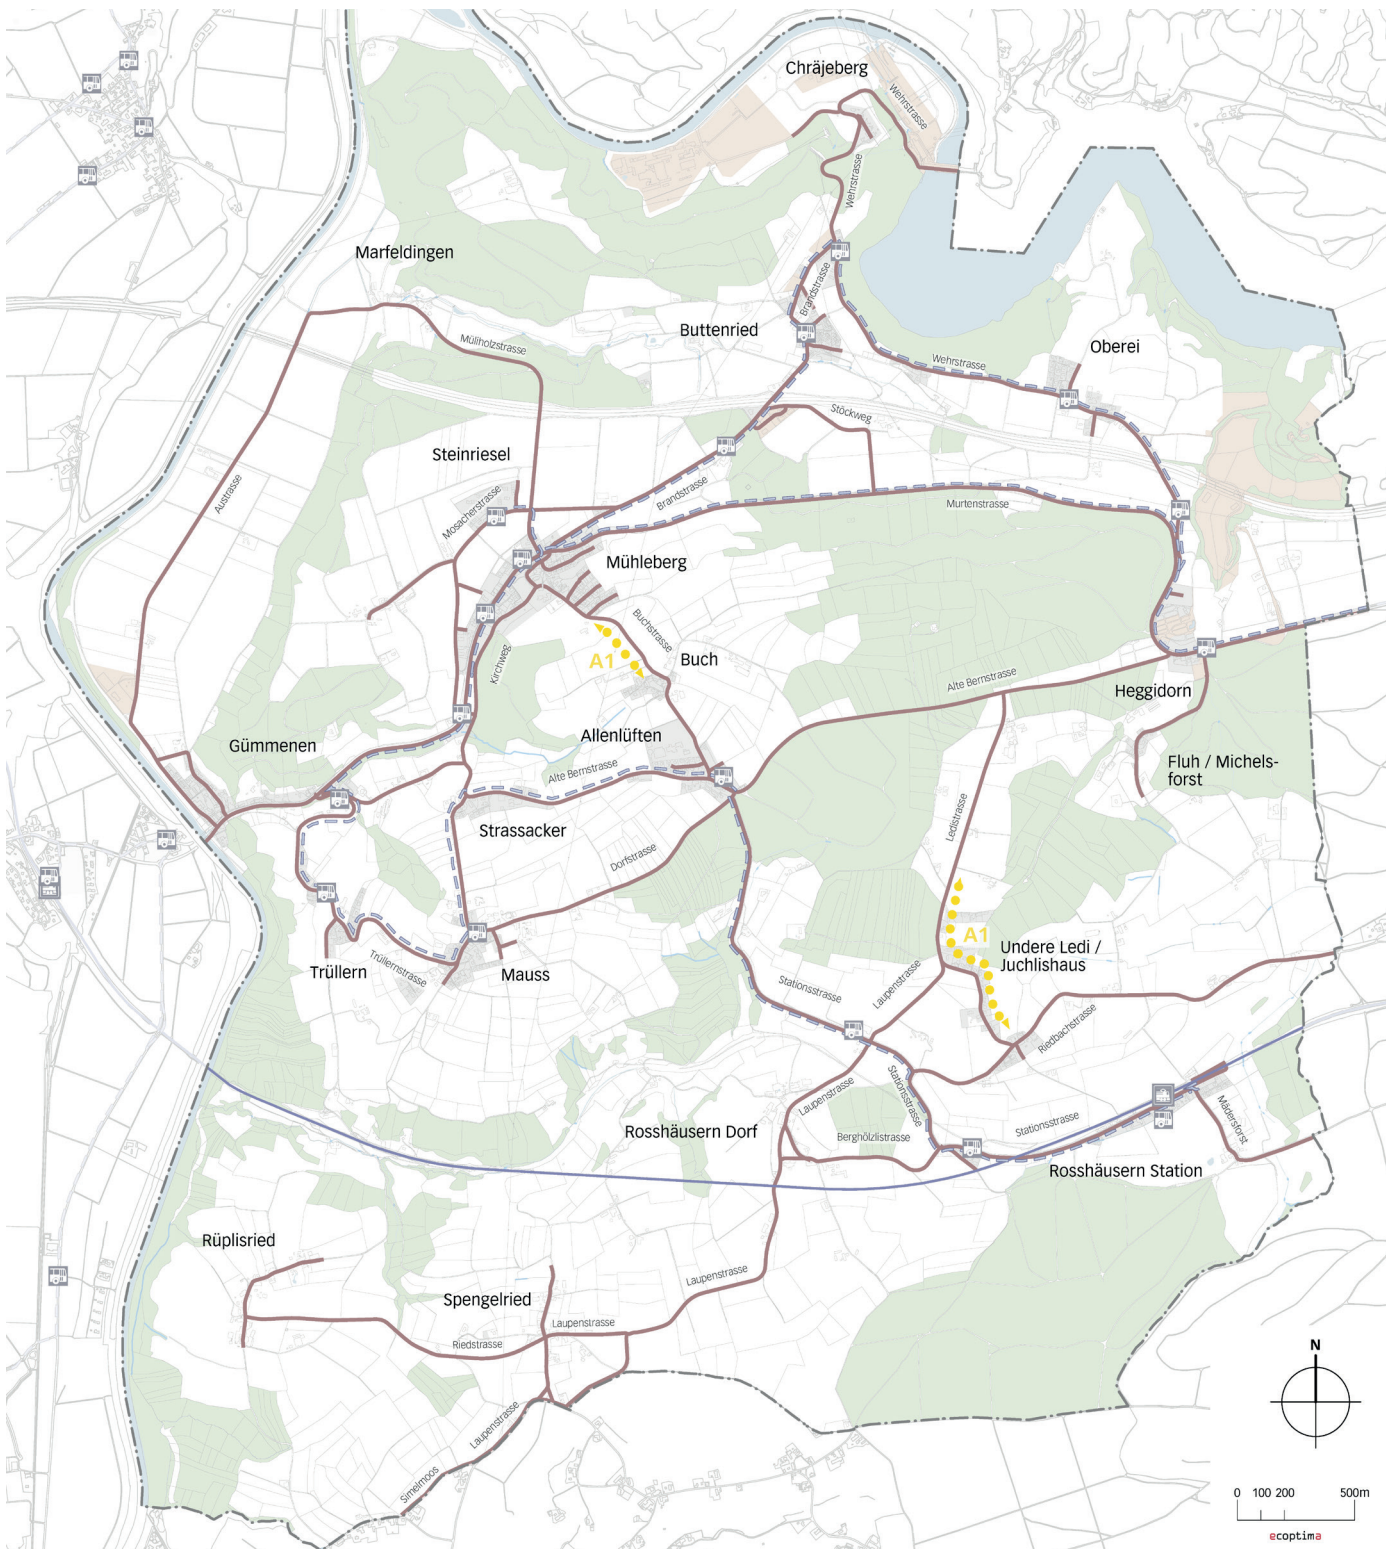 Chräjeberg
Wehrstrasse
Wehrstrasse
Marfeldingen
Brandstrasse
Buttenried
Müllholzstrasse
Oberei
Wehrstrasse
Stöckweg
Steinriesel
Austrasse
Mosacherstrasse
Brandstrasse
Murtenstrasse
Mühleberg
Buchstrasse
A1
Buch
Kirchweg
Alte Bernstrasse
Heggidorn
Gümmenen
Allenlüften
Alte Bernstrasse
Fluh / Michels-
forst
Ledistrasse
Strassacker
Dorfstrasse
A1
Undere Ledi /
Juchlishaus
Trüllern
Trüllernstrasse
Mauss
Stationsstrasse
Laupenstrasse
Riedbachstrasse
Laupenstrasse
Stationsstrasse
Stationsstrasse
Mädersforst
Rosshäusern Dorf
Berghölzlistrasse
Rosshäusern Station
Rüplisried
Laupenstrasse
Spengelried
Laupenstrasse
Riedstrasse
N
Laupenstrasse
Simelmoos
0 100 200 500m
ecoptima